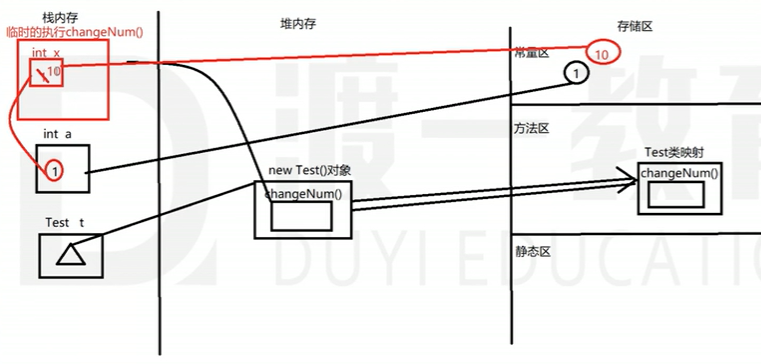 栈内存
堆内存
存储区
临时的执行changeNum()
int x
10
常量区
10
1
int a
1
方法区
Test类映射
changeNum()
new Test()对象
changeNum()
Test t
静态区
渡一教育
DUYI EDUCATIO